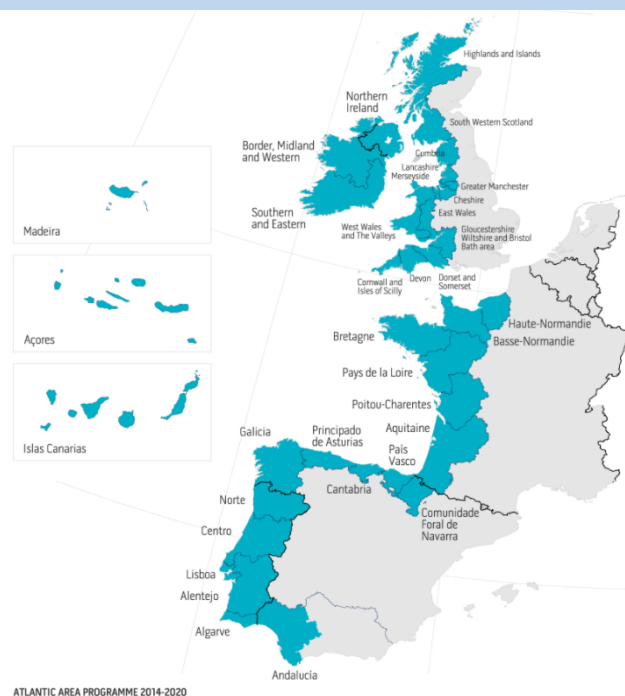 Highlands and Islands
Northern
Ireland
South Western Scotland
Border, Midland
and Western
Cumbria
Lancashire
Merseyside
Greater Manchester
Cheshire
East Wales
Southern
and Eastern
West Wales
and The Valleys
Gloucestershire
Wiltshire and Bristol
Bath area
Cornwall and
Isles of Scilly
Devon
Dorset and
Somerset
Madeira
Açores
Islas Canarias
Haute-Normandie
Basse-Normandie
Bretagne
Pays de la Loire
Poitou-Charentes
Aquitaine
País
Vasco
Principado
de Asturias
Galicia
Cantabria
Comunidade
Foral de
Navarra
Norte
Centro
Lisboa
Alentejo
Algarve
Andalucia
ATLANTIC AREA PROGRAMME 2014-2020